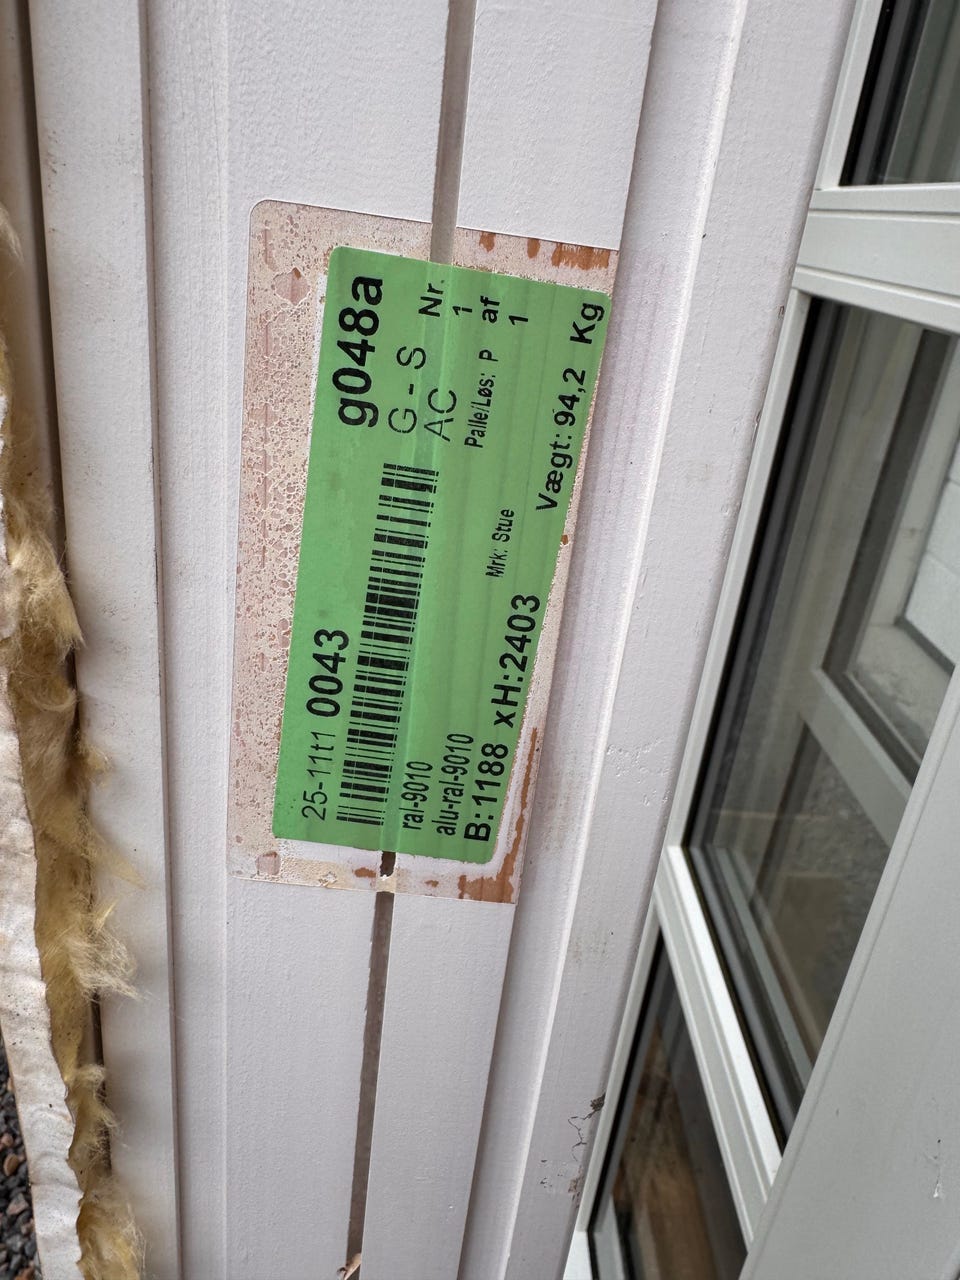 25-11t1 0043 g048a
G - S Nr.
AC 1
ral-9010 Palle/Løs: P af
alu-ral-9010 Mrk: Stue 1
B:1188 xH:2403 Vægt: 94,2 Kg